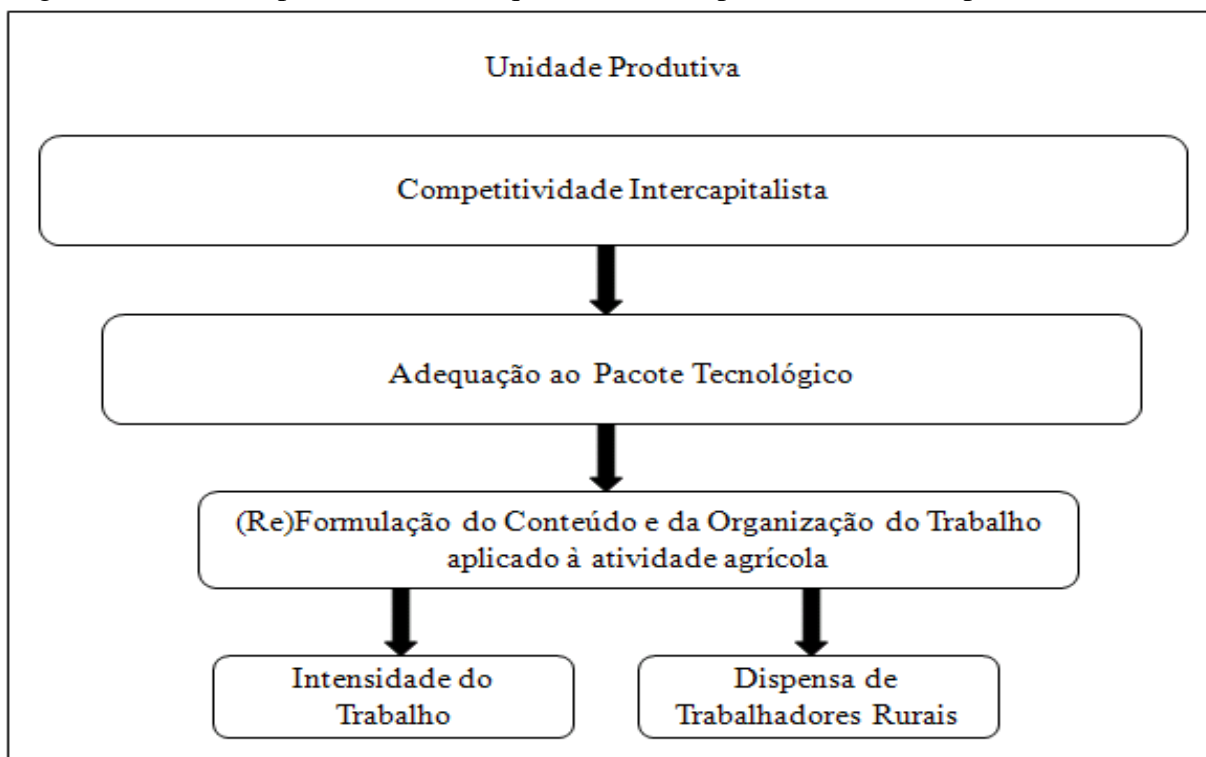 Unidade Produtiva
Competitividade Intercapitalista
Adequação ao Pacote Tecnológico
(Re)Formulação do Conteúdo e da Organização do Trabalho
aplicado à atividade agrícola
Intensidade do
Trabalho
Dispensa de
Trabalhadores Rurais